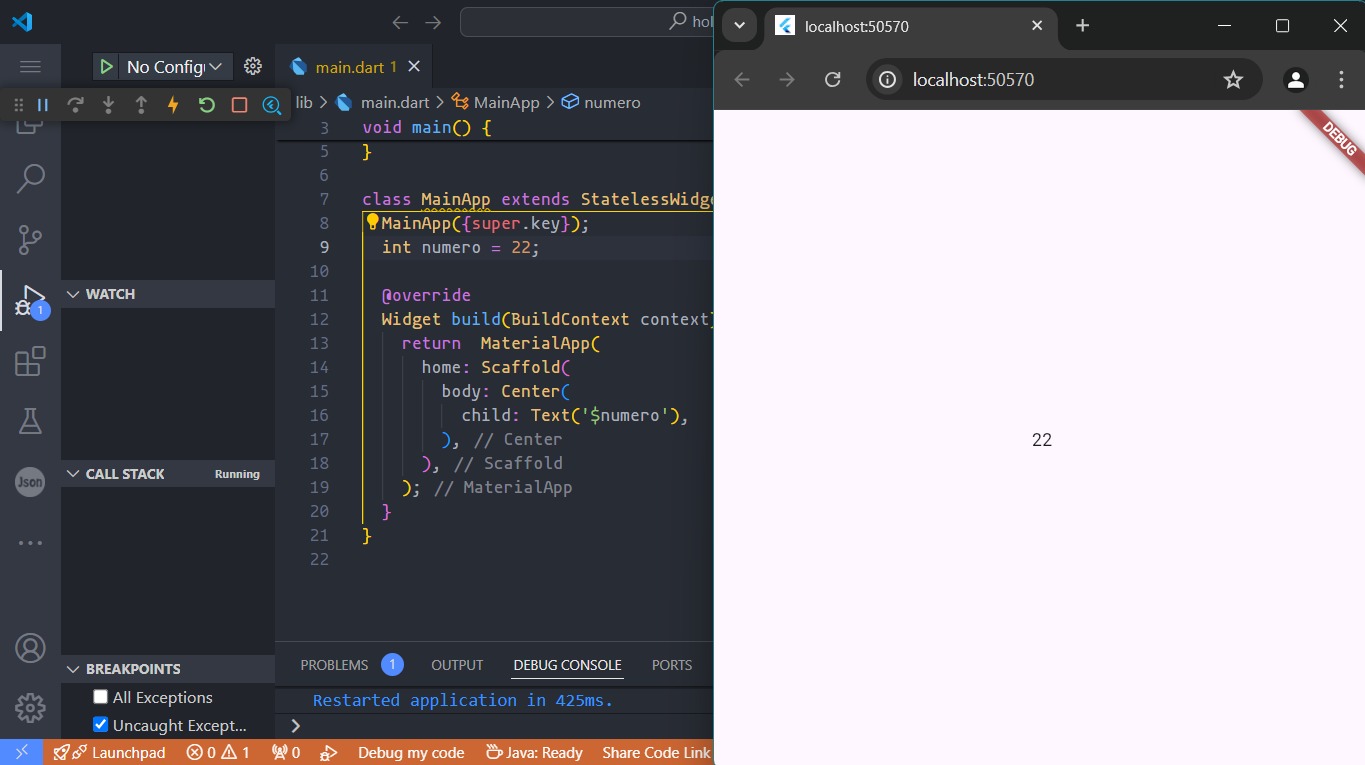 hol
No Config
main.dart 1
lib > main.dart > MainApp > numero
3 void main() {
5 }
6
7 class MainApp extends StatelessWidge
8 MainApp({super.key});
9 int numero = 22;
10
11 @override
12 Widget build(BuildContext context)
13 return  MaterialApp(
14 home: Scaffold(
15 body: Center(
16 child: Text('$numero'),
17 ), // Center
18 ), // Scaffold
19 ); // MaterialApp
20 }
21 }
22
1
WATCH
Json
CALL STACK Running
BREAKPOINTS
All Exceptions
Uncaught Except...
PROBLEMS 1 OUTPUT DEBUG CONSOLE PORTS
Restarted application in 425ms.
>
Launchpad 0 1 0 Debug my code Java: Ready Share Code Link
localhost:50570
localhost:50570
DEBUG
22